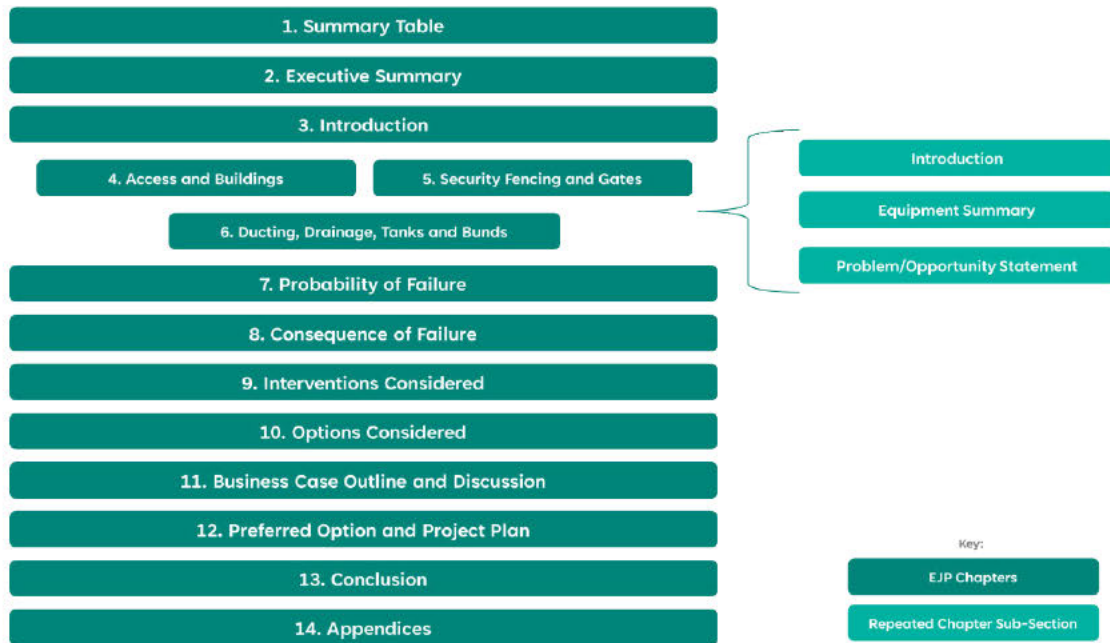 1. Summary Table
2. Executive Summary
3. Introduction
4. Access and Buildings
5. Security Fencing and Gates
6. Ducting, Drainage, Tanks and Bunds
7. Probability of Failure
8. Consequence of Failure
9. Interventions Considered
10. Options Considered
11. Business Case Outline and Discussion
12. Preferred Option and Project Plan
13. Conclusion
14. Appendices
Introduction
Equipment Summary
Problem/Opportunity Statement
Key:
EJP Chapters
Repeated Chapter Sub-Section